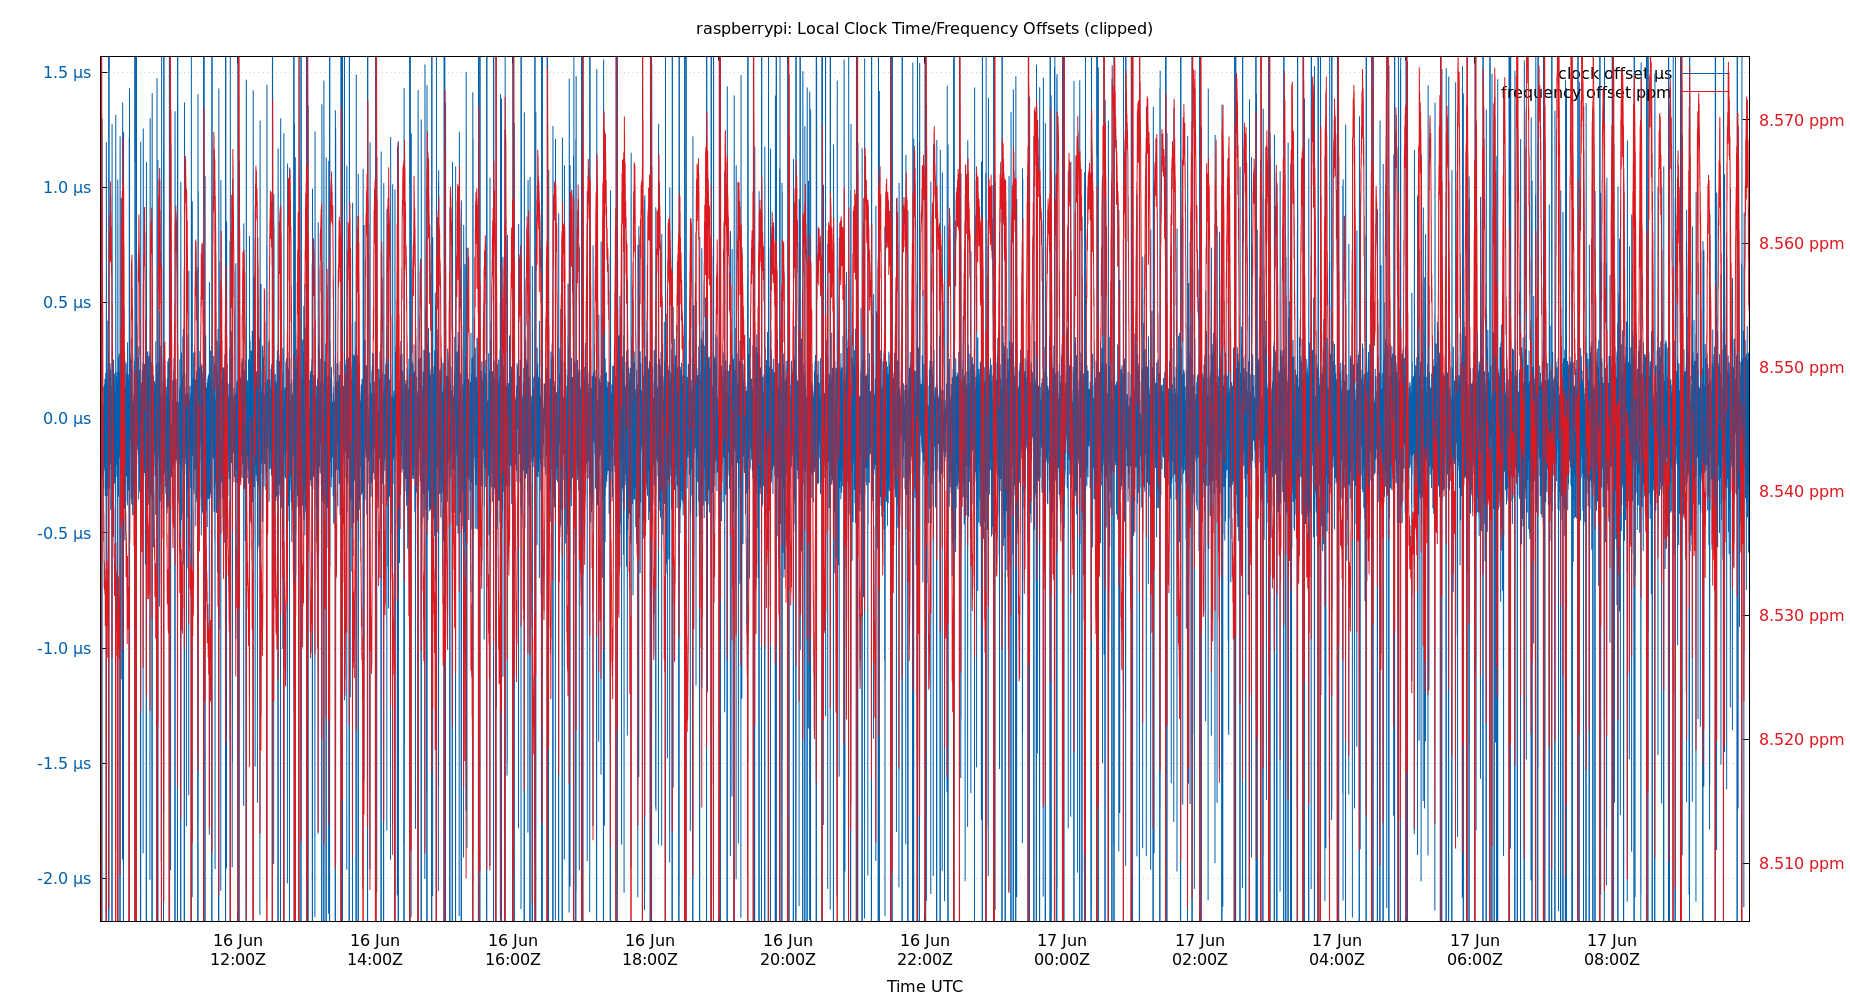 raspberrypi: Local Clock Time/Frequency Offsets (clipped)
1.5 µs
1.0 µs
0.5 µs
0.0 µs
-0.5 µs
-1.0 µs
-1.5 µs
-2.0 µs
clock offset µs
frequency offset ppm
8.570 ppm
8.560 ppm
8.550 ppm
8.540 ppm
8.530 ppm
8.520 ppm
8.510 ppm
16 Jun 16 Jun 16 Jun 16 Jun 16 Jun 16 Jun 17 Jun 17 Jun 17 Jun 17 Jun 17 Jun
12:00Z 14:00Z 16:00Z 18:00Z 20:00Z 22:00Z 00:00Z 02:00Z 04:00Z 06:00Z 08:00Z
Time UTC